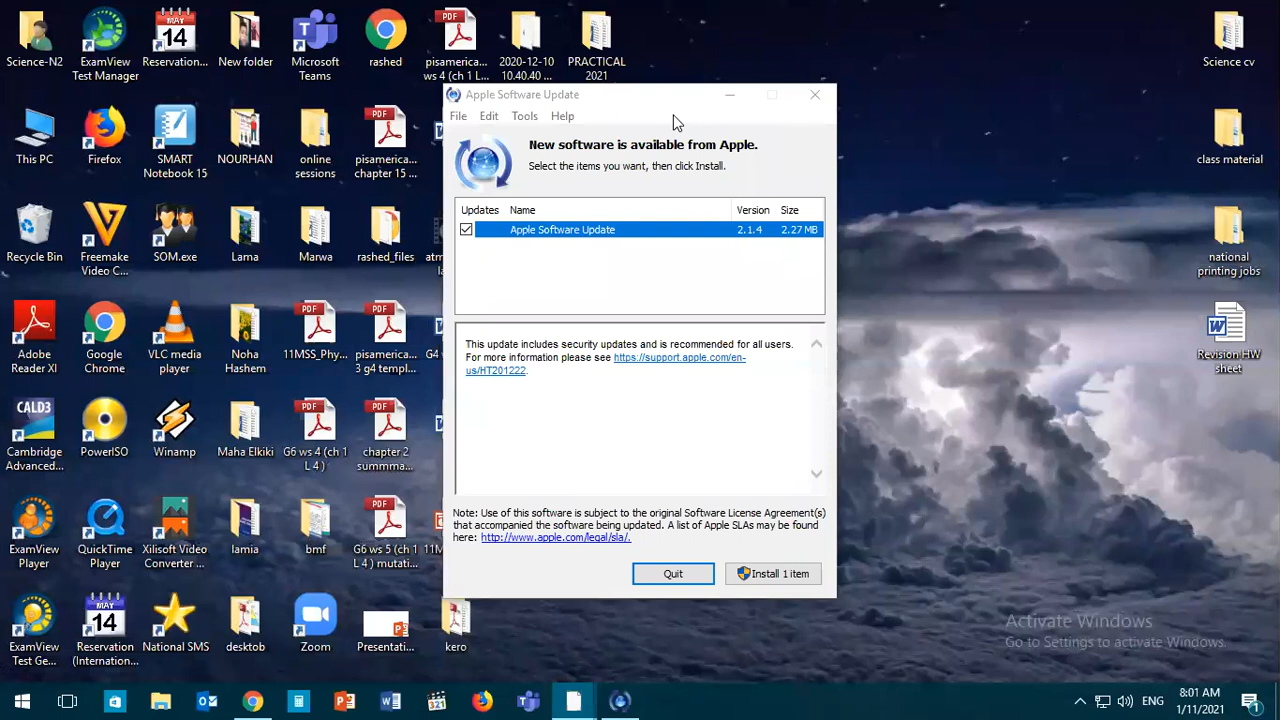 Science-N2
ExamView
Test Manager
MAY
14
Reservation...
New folder
Microsoft
Teams
rashed
PDF
pisamerica...
ws 4 (ch 1 L...
2020-12-10
10.40.40 ...
PRACTICAL
2021
Science cv
This PC
Firefox
SMART
Notebook 15
NOURHAN
online
sessions
PDF
pisamerica...
chapter 15 ...
class material
Recycle Bin
Freemake
Video C...
SOM.exe
Lama
Marwa
rashed_files
national
printing jobs
Adobe
Reader XI
Google
Chrome
VLC media
player
Noha
Hashem
PDF
11MSS_Phy...
PDF
pisamerica...
g4 templ...
Revision HW
sheet
CALD3
Cambridge
Advanced...
PowerISO
Winamp
Maha Elkiki
PDF
G6 ws 4 (ch 1
L 4 )
PDF
chapter 2
summma...
ExamView
Player
QuickTime
Player
Xilisoft Video
Converter ...
lamia
bmf
PDF
G6 ws 5 (ch 1
L 4 ) mutati...
ExamView
Test Ge...
MAY
14
Reservation
(Internation...
National SMS
desktob
Zoom
Presentati...
kero
Apple Software Update
File Edit Tools Help
New software is available from Apple.
Select the items you want, then click Install.
Updates Name Version Size
Apple Software Update 2.1.4 2.27 MB
This update includes security updates and is recommended for all users.
For more information please see https://support.apple.com/en-
us/HT201222.
Note: Use of this software is subject to the original Software License Agreement(s)
that accompanied the software being updated. A list of Apple SLAs may be found
here: http://www.apple.com/legal/sla/.
Quit
Install 1 item
Activate Windows
Go to Settings to activate Windows.
321
ENG
8:01 AM
1/11/2021
1